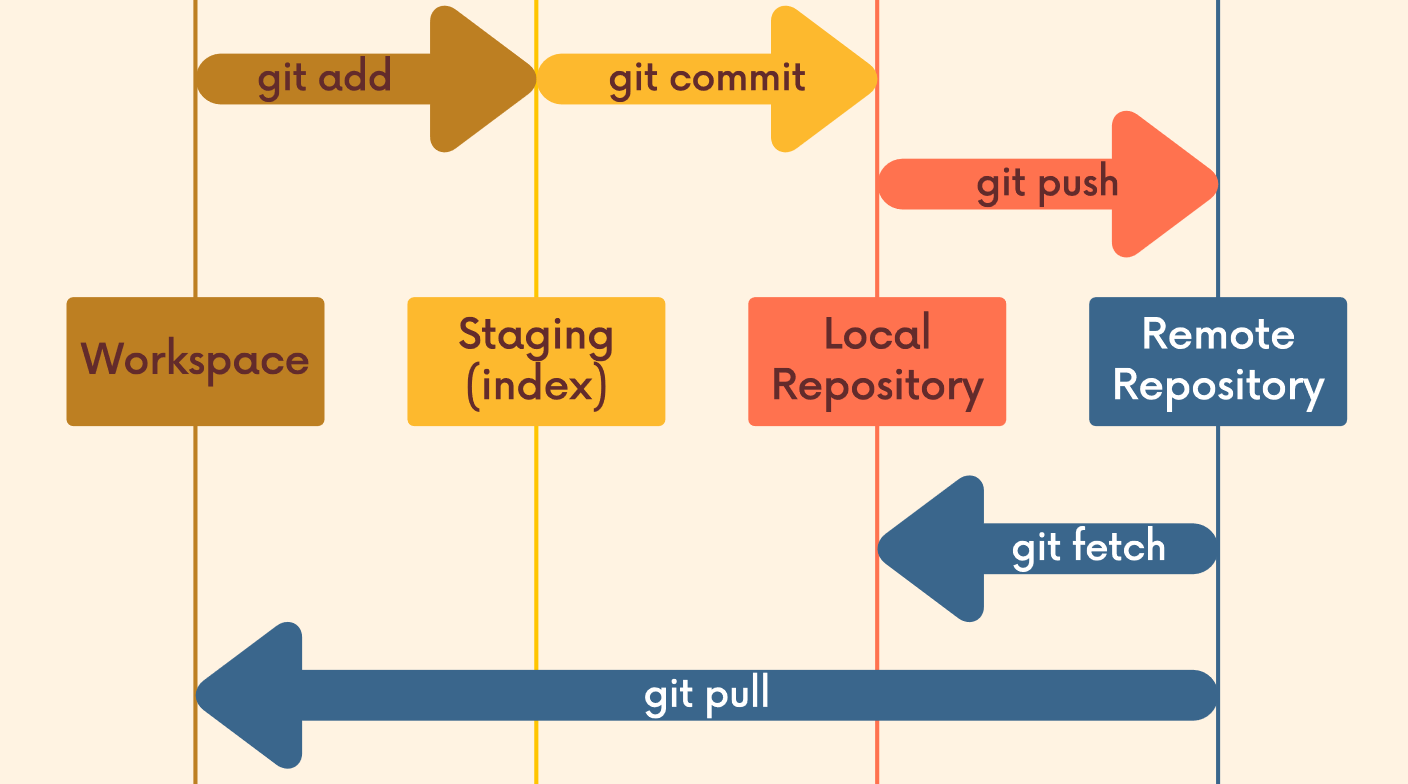 git add
git commit
git push
Workspace
Staging
(index)
Local
Repository
Remote
Repository
git fetch
git pull